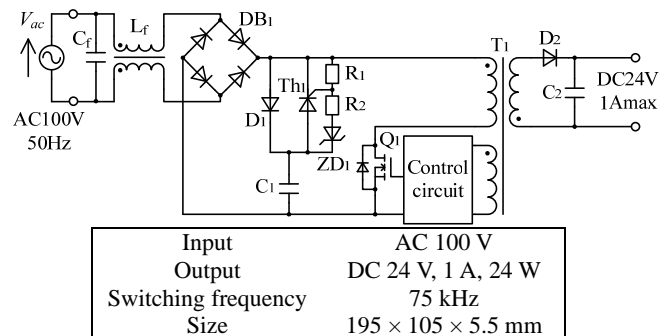 Vac
Cf
Lf
DB1
AC100V
50Hz
D1
Th1
R1
R2
ZD1
C1
Q1
Control
circuit
T1
D2
C2
DC24V
1Amax
Input AC 100 V
Output DC 24 V, 1 A, 24 W
Switching frequency 75 kHz
Size 195 × 105 × 5.5 mm